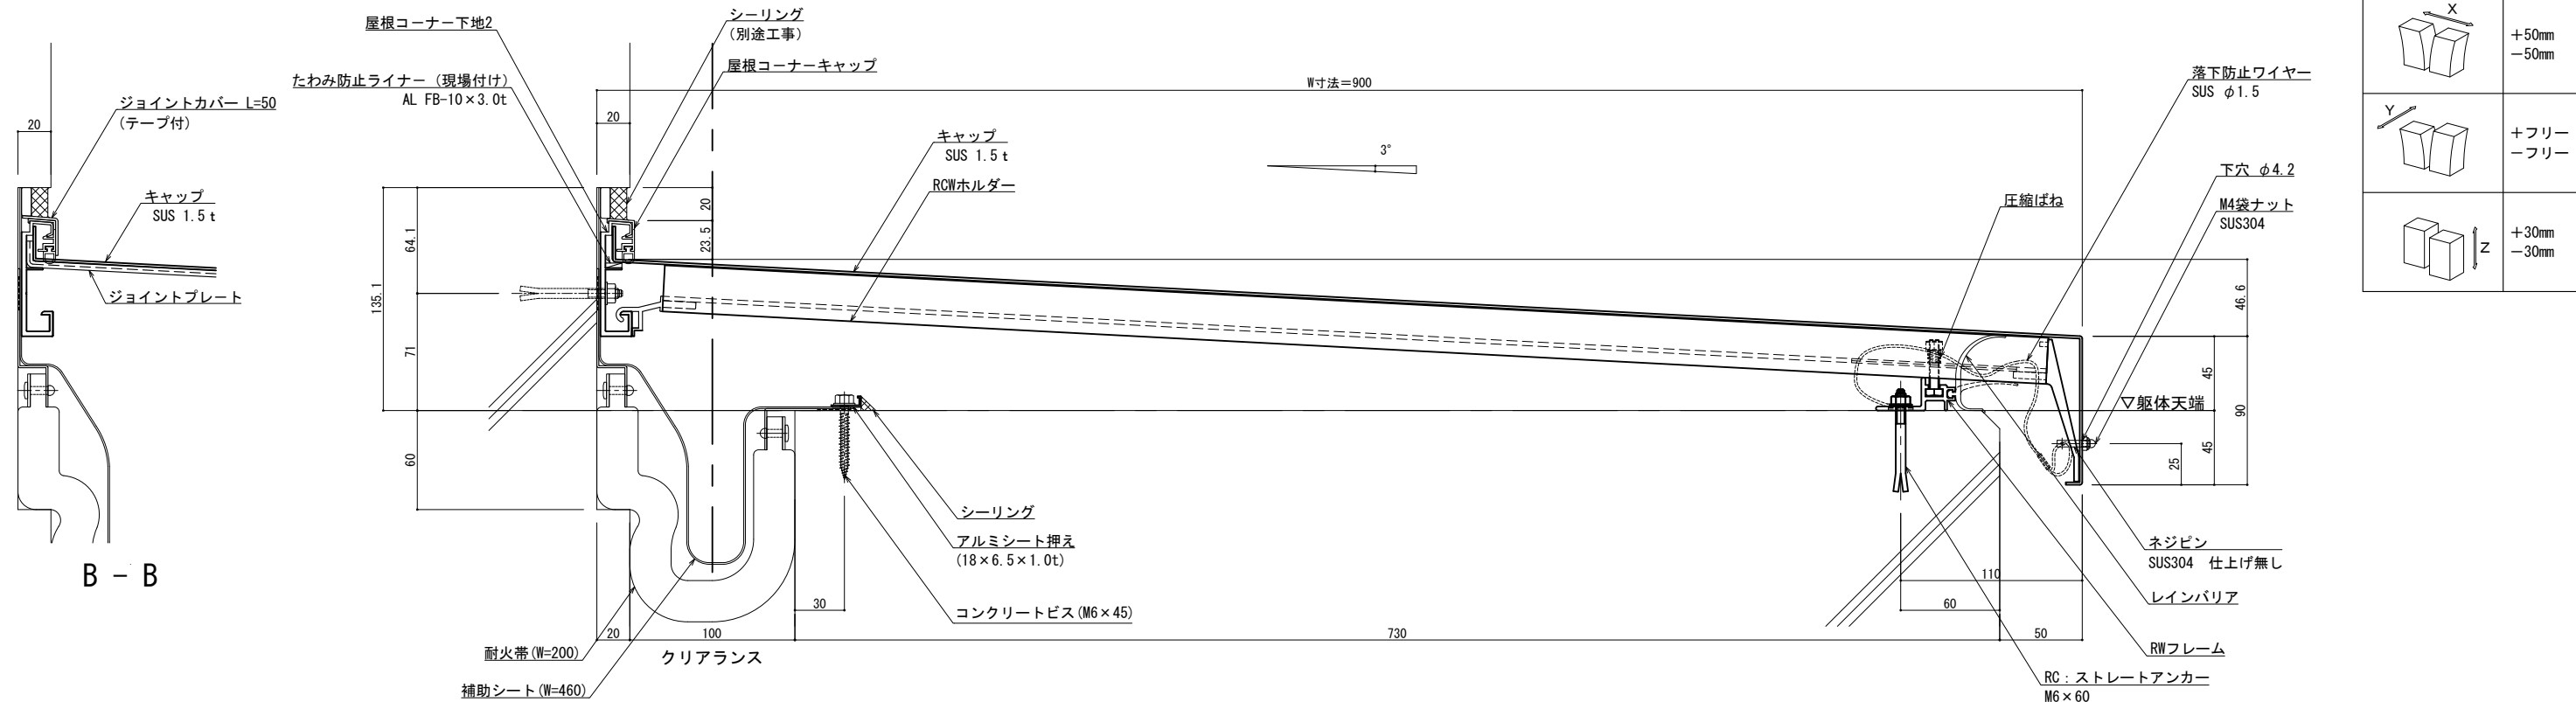 屋根コーナー下地2
シーリング
(別途工事)
屋根コーナーキャップ
たわみ防止ライナー（現場付け）
AL FB-10×3.0t
ジョイントカバー L=50
(テープ付)
20
キャップ
SUS 1.5t
ジョイントプレート
B - B
W寸法＝900
20
キャップ
SUS 1.5t
RCWホルダー
3°
落下防止ワイヤー
SUS φ1.5
下穴 φ4.2
M4袋ナット
SUS304
圧縮ばね
20
23.5
64.1
135.1
71
60
46.6
45
90
45
25
▽躯体天端
シーリング
アルミシート押え
(18×6.5×1.0t)
コンクリートビス(M6×45)
30
20
100
730
50
クリアランス
耐火帯(W=200)
補助シート(W=460)
ネジピン
SUS304 仕上げ無し
110
60
レインバリア
RWフレーム
RC：ストレートアンカー
M6×60
X
＋50mm
－50mm
Y
＋フリー
－フリー
Z
＋30mm
－30mm